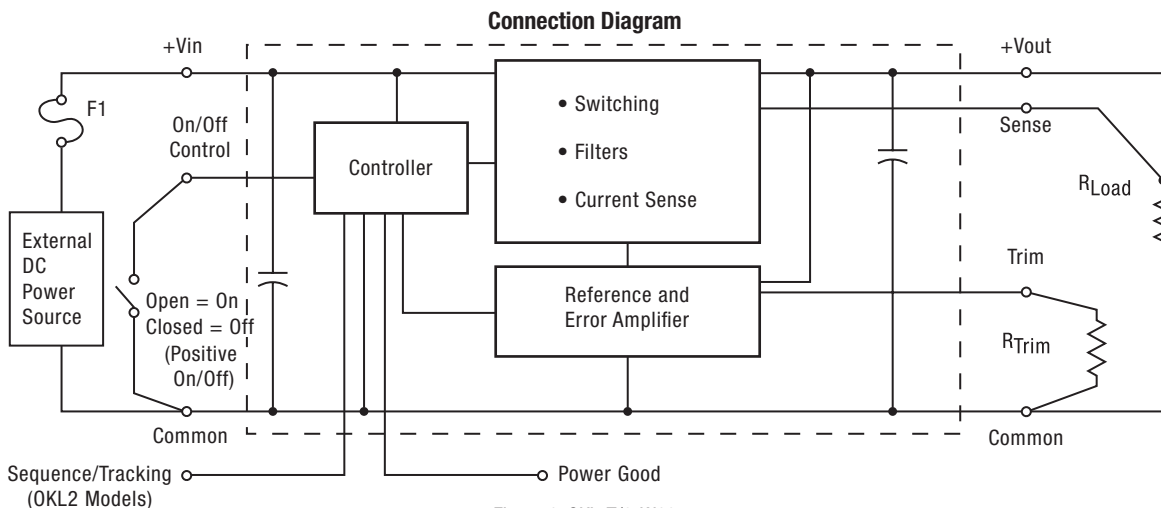 Connection Diagram
+Vin
+Vout
F1
On/Off
Control
Controller
• Switching
• Filters
• Current Sense
Sense
RLoad
External
DC
Power
Source
Open = On
Closed = Off
(Positive
On/Off)
Reference and
Error Amplifier
Trim
RTrim
Common
Common
Sequence/Tracking
(OKL2 Models)
Power Good